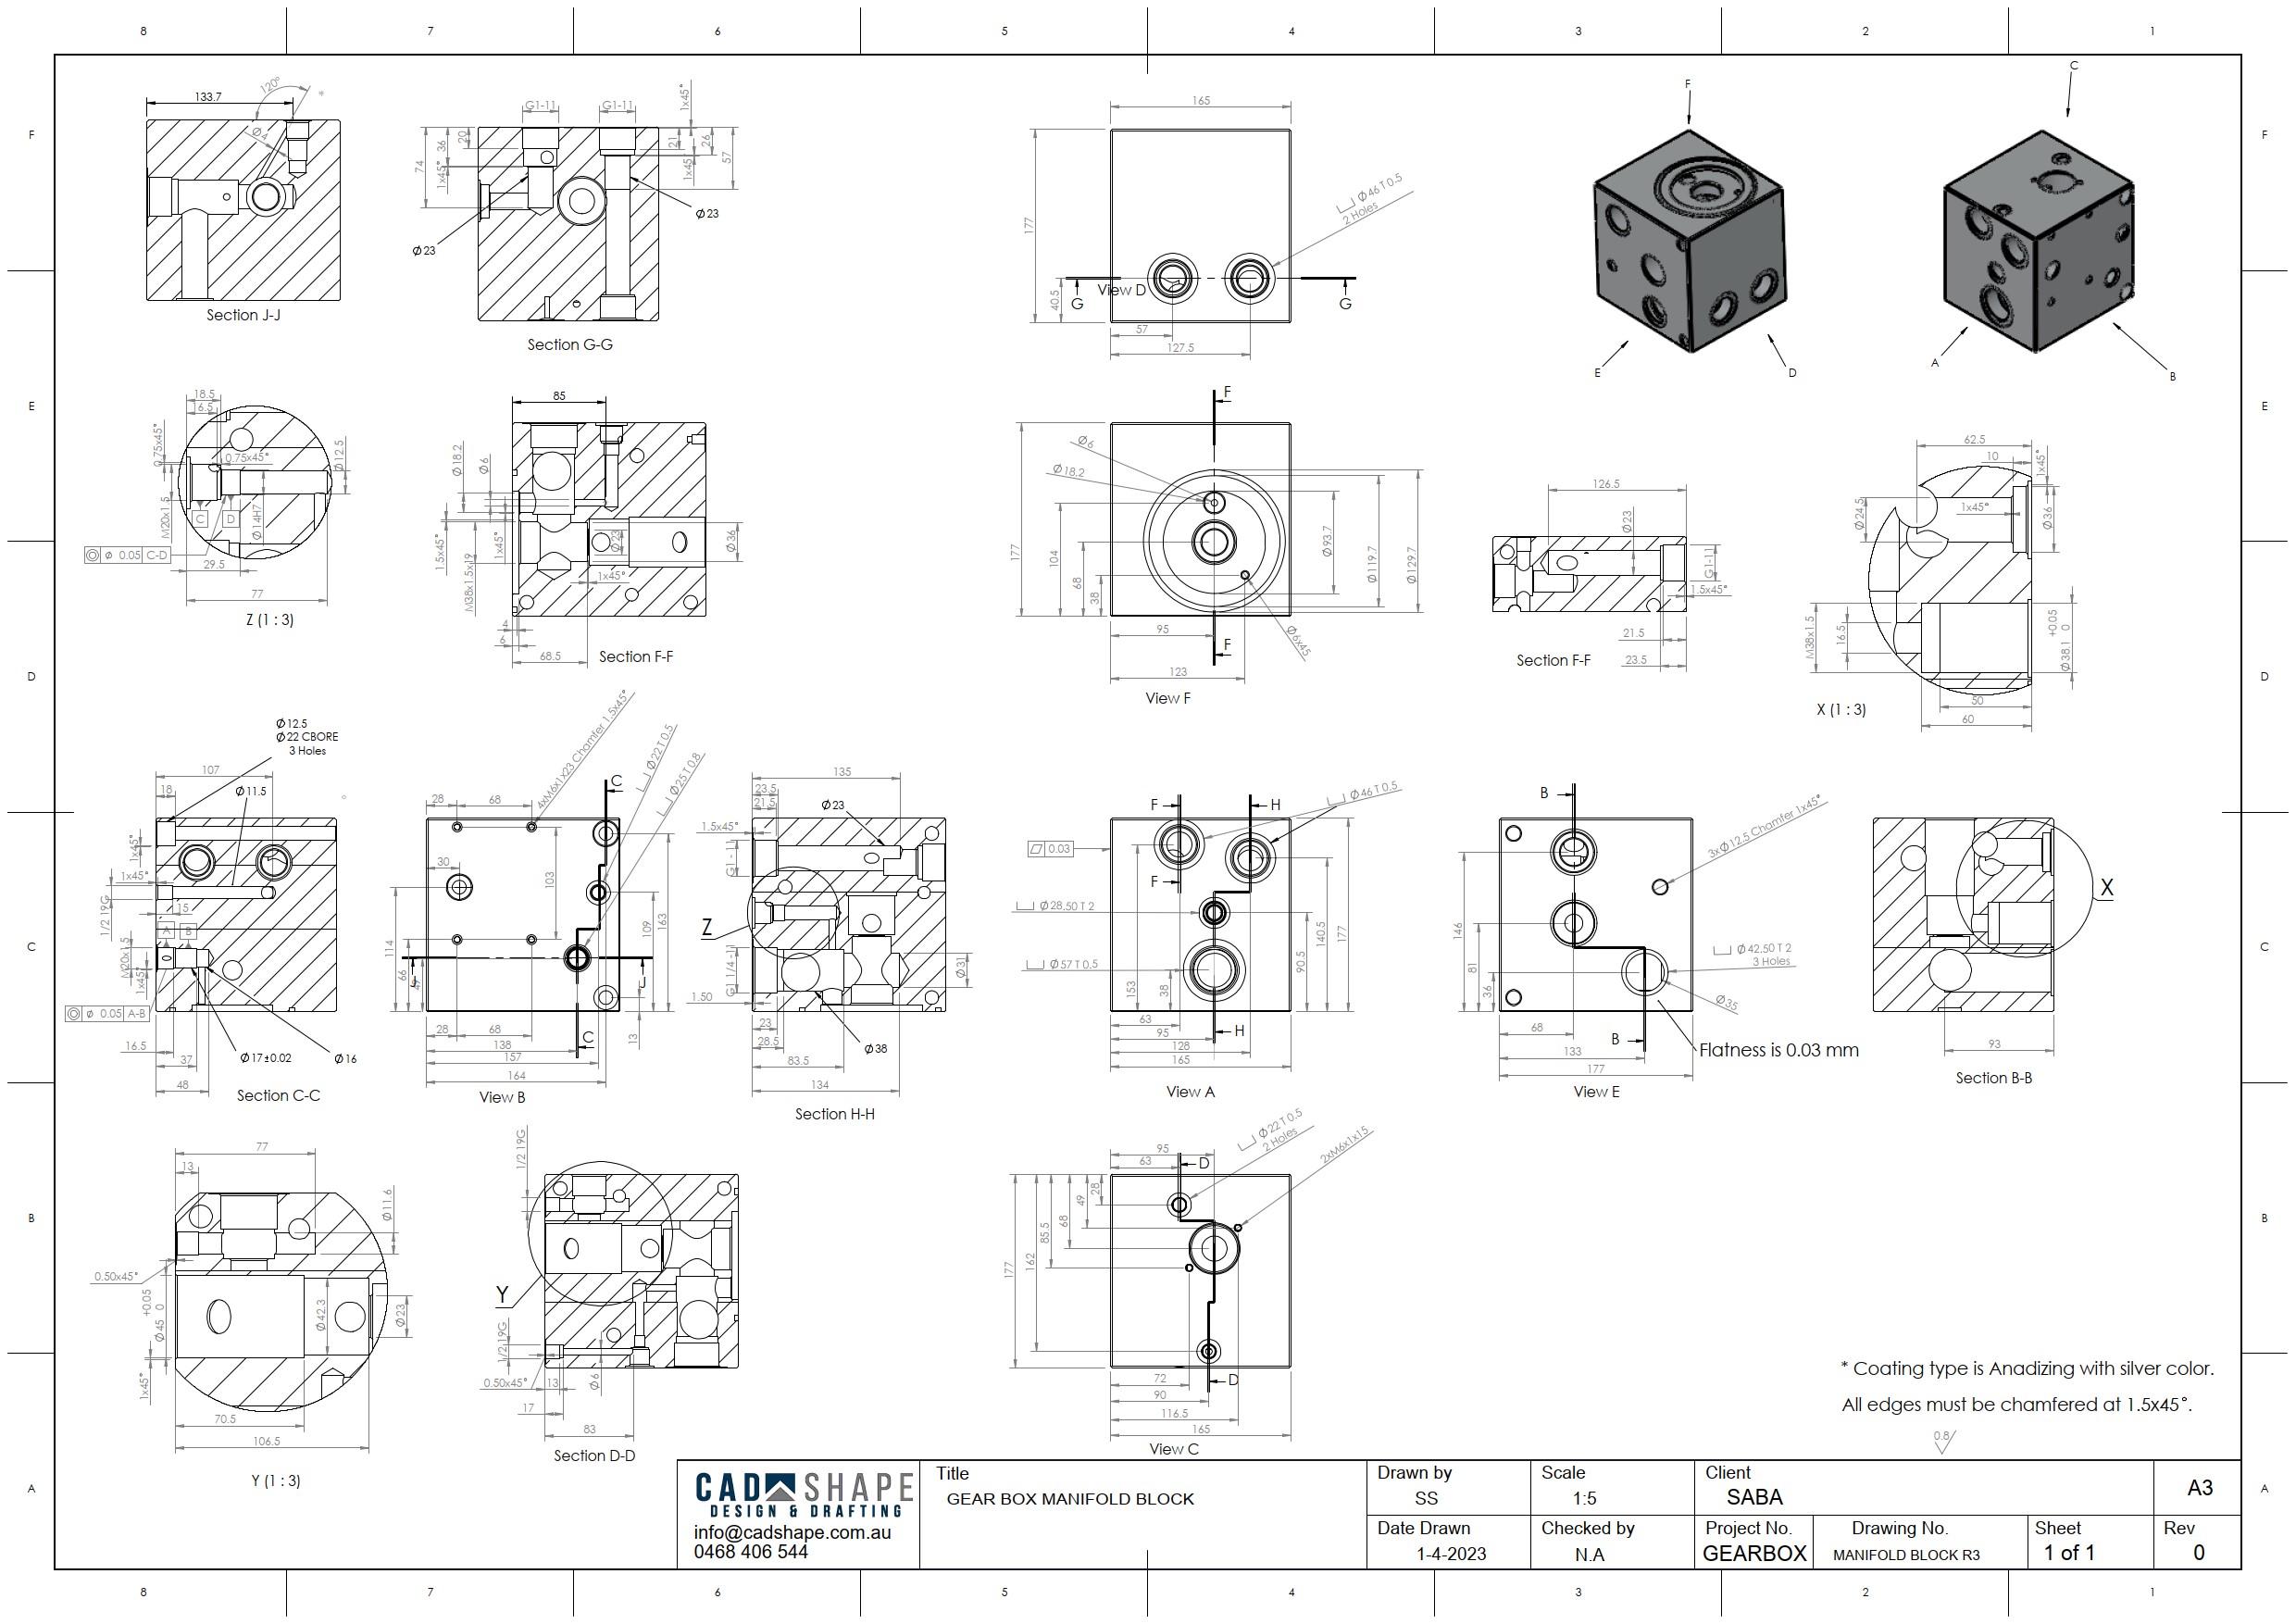 8 7 6 5 4 3 2 1
F
E
D
C
B
A
133.7
120°
*
Ø4
Section J-J
G1-11
G1-11
1x45°
20
36
74
1x45°
21
26
1x45°
57
Ø23
Ø23
Section G-G
165
177
40.5
View D
G
G
57
127.5
⌴ Ø46 T 0.5
2 Holes
F
E
D
C
A
B
18.5
16.5
0.75x45°
0.75x45°
M20x1.5
C
D
Ø14H7
Ø12.5
◎ Ø 0.05 C-D
29.5
77
Z (1 : 3)
85
Ø18.2
Ø6
1.5x45°
1x45°
M38x1.5x19
Ø23
1x45°
Ø36
4
6
68.5
Section F-F
F
Ø6
Ø18.2
177
104
68
38
Ø93.7
Ø119.7
Ø129.7
Ø6x45
95
F
123
View F
126.5
Ø23
G1-11
1.5x45°
21.5
23.5
Section F-F
62.5
10
1x45°
Ø24.5
1x45°
Ø36
M38x1.5
16.5
+0.05
Ø38.1 0
50
60
X (1 : 3)
Ø12.5
Ø22 CBORE
3 Holes
107
18
Ø11.5
1x45°
1x45°
1/2 19G
15
A
B
M20x1.5
1x45°
◎ Ø 0.05 A-B
16.5
37
48
Ø17±0.02
Ø16
Section C-C
4xM6x1x23 Chamfer 1.5x45°
⌴ Ø22 T 0.5
⌴ Ø25 T 0.8
28
68
C
30
103
114
66
109
163
J
J
28
68
138
157
164
13
C
View B
135
23.5
21.5
Ø23
1.5x45°
G1 - 11
Z
G1 1/4 -11
1.50
Ø31
23
28.5
83.5
134
Ø38
Section H-H
F
H
⌴ Ø46 T 0.5
▱ 0.03
F
⌴ Ø28,50 T 2
⌴ Ø57 T 0.5
153
38
90.5
140.5
177
63
95
128
165
H
View A
B
3xØ12.5 Chamfer 1x45°
146
81
36
⌴ Ø42,50 T 2
3 Holes
Ø35
68
133
177
B
Flatness is 0.03 mm
View E
X
93
Section B-B
77
13
Ø11.6
0.50x45°
+0.05
Ø45 0
Ø42.3
Ø23
1x45°
70.5
106.5
Y (1 : 3)
1/2 19G
Y
1/2 19G
0.50x45°
13
Ø6
17
83
Section D-D
95
63
D
⌴ Ø22 T 0.5
2 Holes
2xM6x1x15
28
49
68
85.5
162
177
72
90
116.5
165
D
View C
* Coating type is Anadizing with silver color.
All edges must be chamfered at 1.5x45°.
0.8
CAD SHAPE
DESIGN & DRAFTING
info@cadshape.com.au
0468 406 544
Title
GEAR BOX MANIFOLD BLOCK
Drawn by
SS
Scale
1:5
Client
SABA
A3
Date Drawn
1-4-2023
Checked by
N.A
Project No.
GEARBOX
Drawing No.
MANIFOLD BLOCK R3
Sheet
1 of 1
Rev
0
F
E
D
C
B
A
8 7 6 5 4 3 2 1